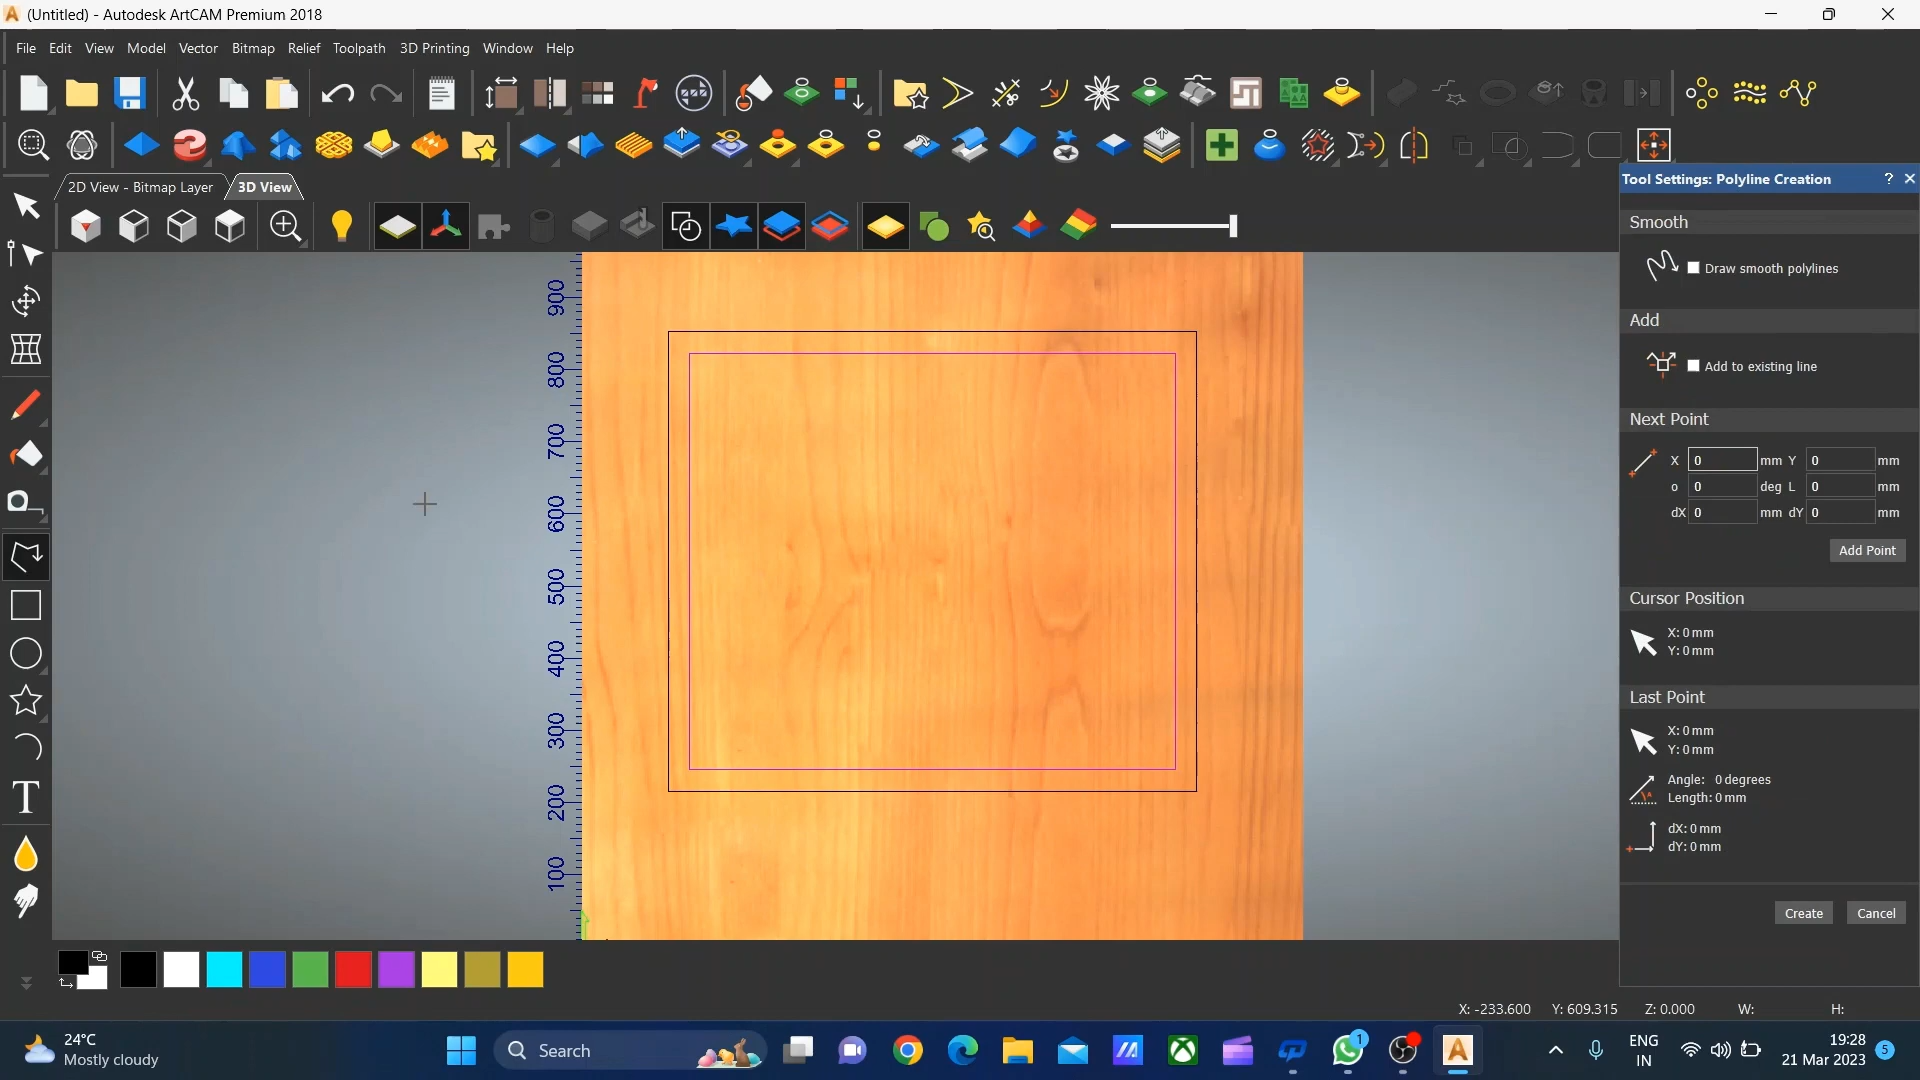 (Untitled) - Autodesk ArtCAM Premium 2018
File Edit View Model Vector Bitmap Relief Toolpath 3D Printing Window Help
2D View - Bitmap Layer 3D View
Tool Settings: Polyline Creation ?
Smooth
Draw smooth polylines
Add
Add to existing line
Next Point
X 0 mm Y 0 mm
o 0 deg L 0 mm
dX 0 mm dY 0 mm
Add Point
Cursor Position
X: 0 mm
Y: 0 mm
Last Point
X: 0 mm
Y: 0 mm
Angle: 0 degrees
Length: 0 mm
dX: 0 mm
dY: 0 mm
Create Cancel
900
800
700
600
500
400
300
200
100
X: -233.600 Y: 609.315 Z: 0.000 W: H:
24°C
Mostly cloudy
Search
1
ENG
IN
19:28
21 Mar 2023
5